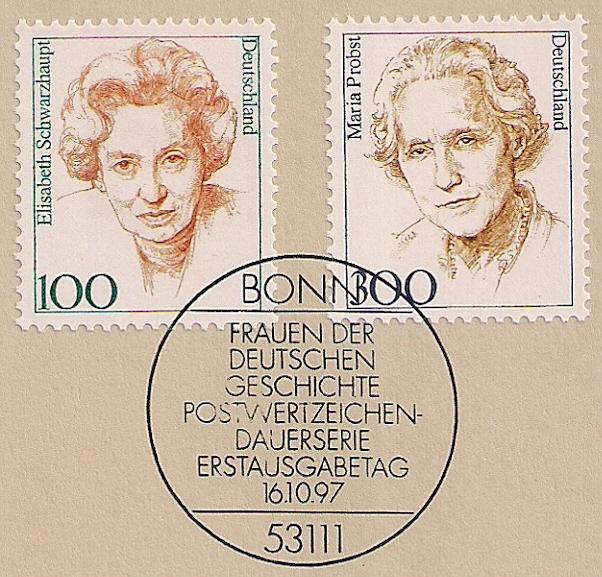 Elisabeth Schwarzhaupt
Deutschland
100
Maria Probst
Deutschland
300
BONN 1
FRAUEN DER
DEUTSCHEN
GESCHICHTE
POSTWERTZEICHEN-
DAUERSERIE
ERSTAUSGABETAG
16.10.97
53111